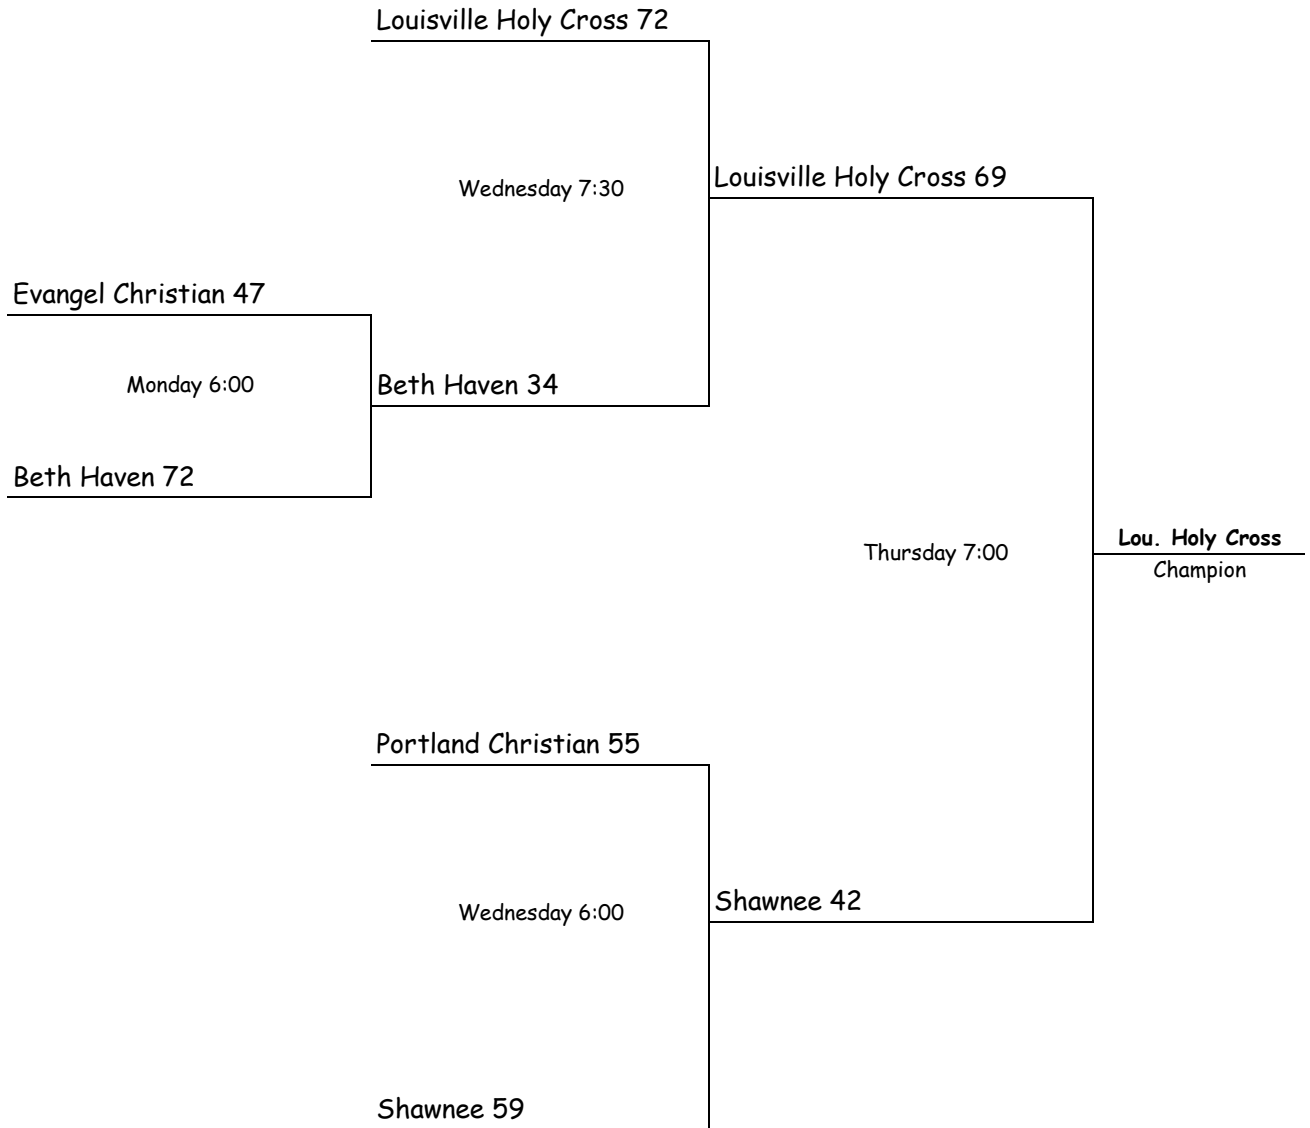 Louisville Holy Cross 72
Wednesday 7:30
Louisville Holy Cross 69
Evangel Christian 47
Monday 6:00
Beth Haven 34
Beth Haven 72
Thursday 7:00
Lou. Holy Cross
Champion
Portland Christian 55
Wednesday 6:00
Shawnee 42
Shawnee 59